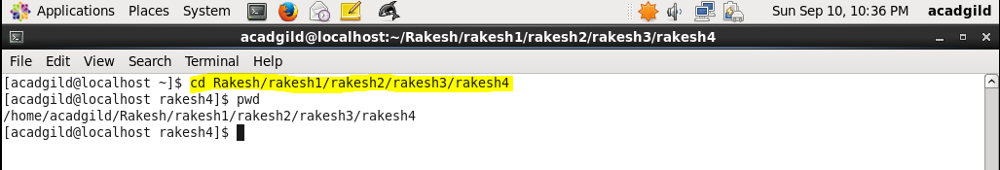 Applications Places System Sun Sep 10, 10:36 PM acadgild
acadgild@localhost:~/Rakesh/rakesh1/rakesh2/rakesh3/rakesh4
File Edit View Search Terminal Help
[acadgild@localhost ~]$ cd Rakesh/rakesh1/rakesh2/rakesh3/rakesh4
[acadgild@localhost rakesh4]$ pwd
/home/acadgild/Rakesh/rakesh1/rakesh2/rakesh3/rakesh4
[acadgild@localhost rakesh4]$